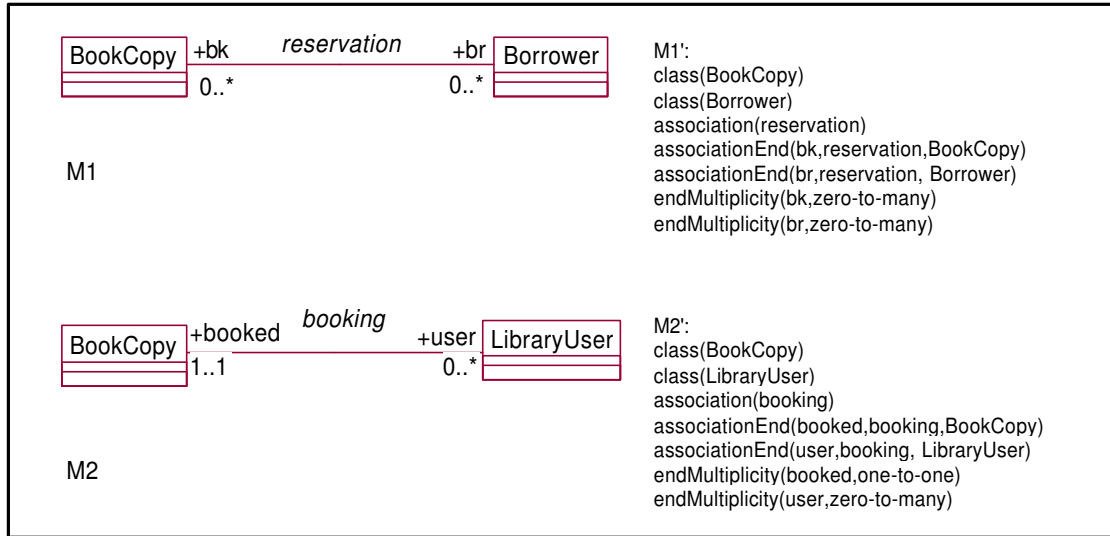 BookCopy +bk reservation +br Borrower
0..* 0..*
M1
M1':
class(BookCopy)
class(Borrower)
association(reservation)
associationEnd(bk,reservation,BookCopy)
associationEnd(br,reservation, Borrower)
endMultiplicity(bk,zero-to-many)
endMultiplicity(br,zero-to-many)
BookCopy +booked booking +user LibraryUser
1..1 0..*
M2
M2':
class(BookCopy)
class(LibraryUser)
association(booking)
associationEnd(booked,booking,BookCopy)
associationEnd(user,booking, LibraryUser)
endMultiplicity(booked,one-to-one)
endMultiplicity(user,zero-to-many)